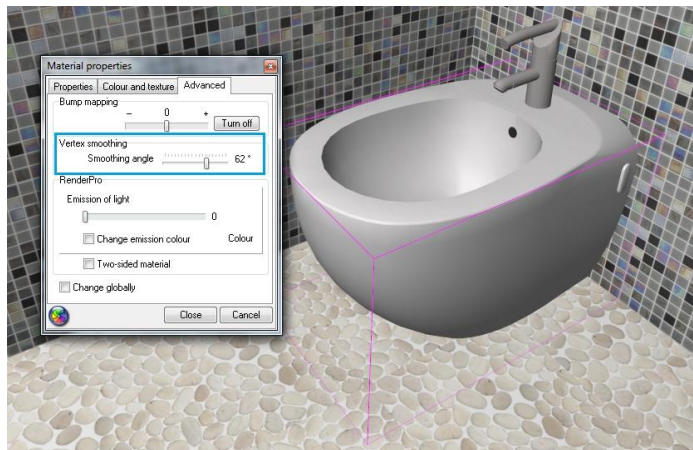 Material properties
Properties Colour and texture Advanced
Bump mapping
- 0 +
Turn off
Vertex smoothing
Smoothing angle 62 °
RenderPro
Emission of light
0
Change emission colour Colour
Two-sided material
Change globally
Close Cancel